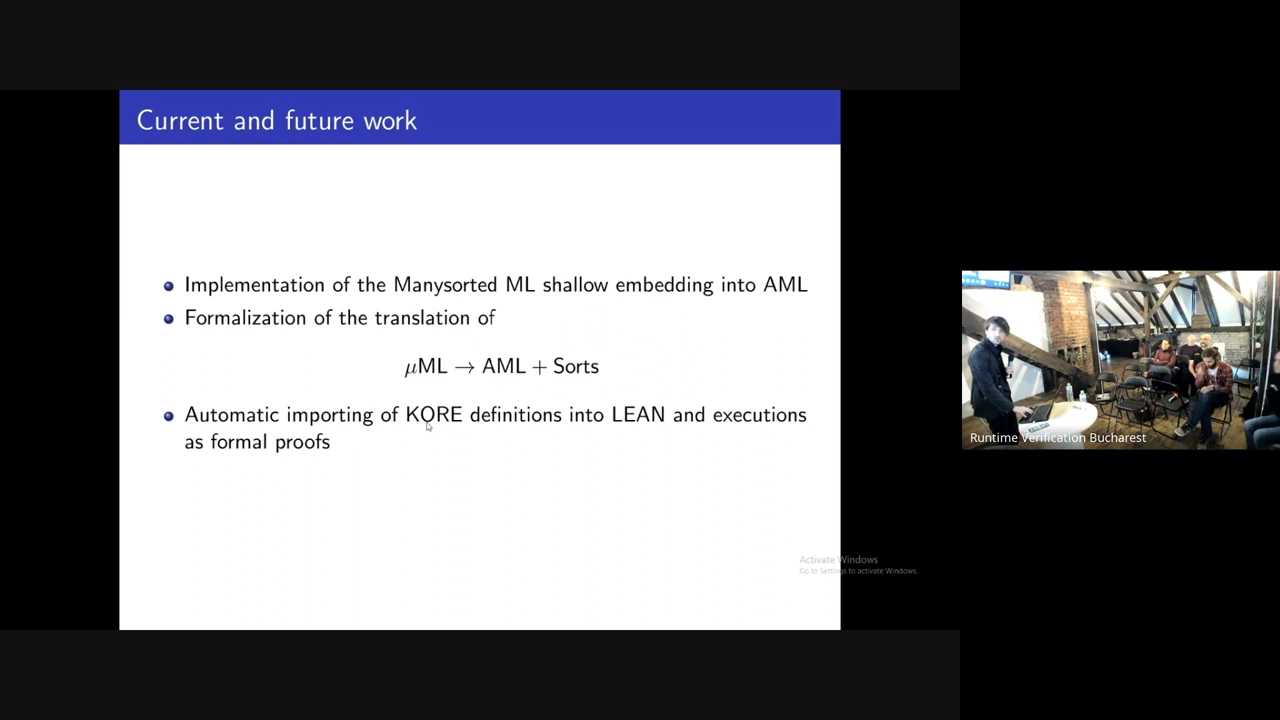 Current and future work
Implementation of the Manysorted ML shallow embedding into AML
Formalization of the translation of
μML → AML + Sorts
Automatic importing of KORE definitions into LEAN and executions
as formal proofs
Runtime Verification Bucharest
Activate Windows
Go to Settings to activate Windows.